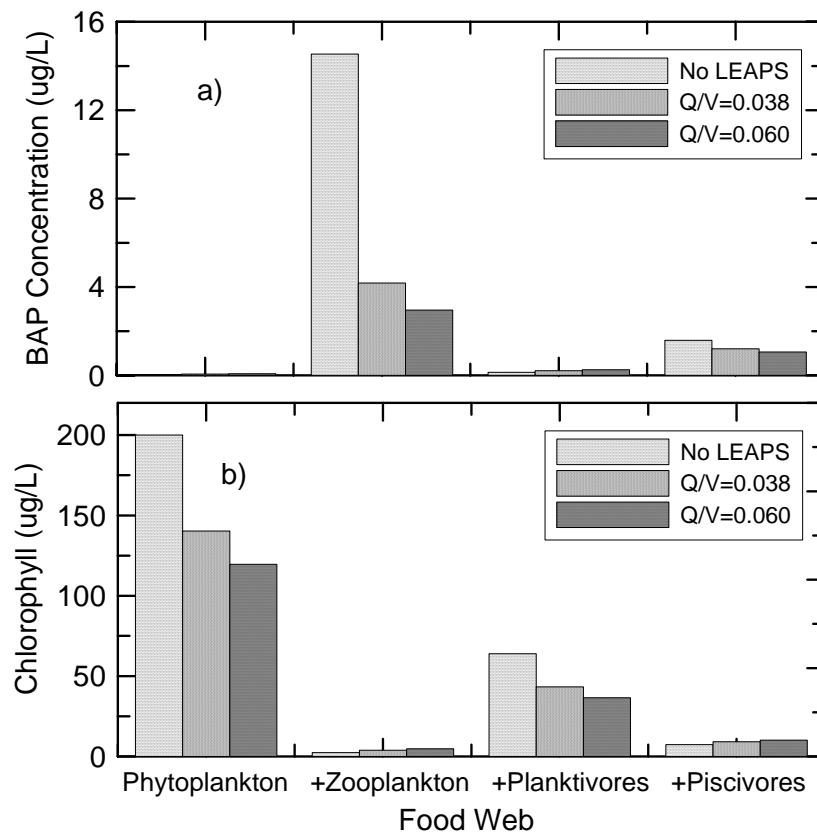 16
12
8
4
0
BAP Concentration (ug/L)
a)
No LEAPS
Q/V=0.038
Q/V=0.060
200
150
100
50
0
Chlorophyll (ug/L)
b)
No LEAPS
Q/V=0.038
Q/V=0.060
Phytoplankton +Zooplankton +Planktivores +Piscivores
Food Web